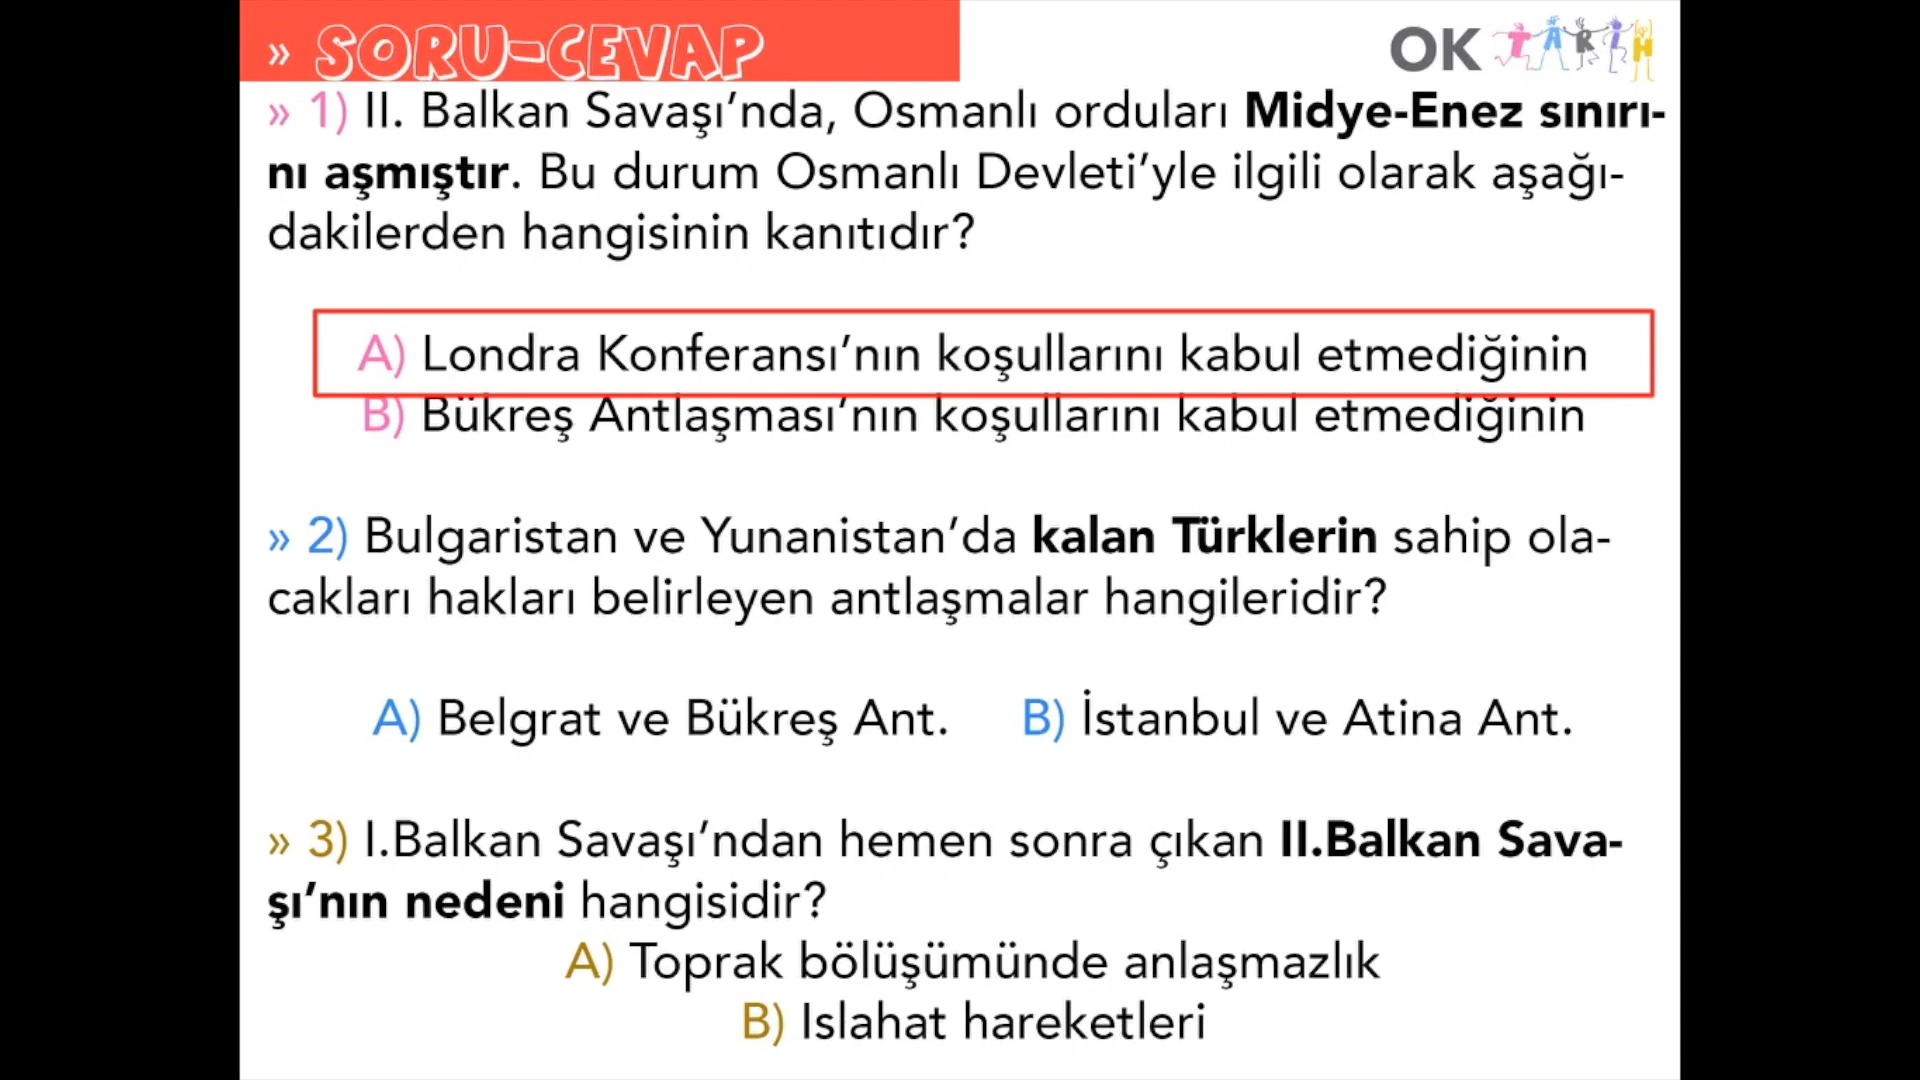 » SORU-CEVAP
OK TARİH
» 1) II. Balkan Savaşı’nda, Osmanlı orduları Midye-Enez sınırı-
nı aşmıştır. Bu durum Osmanlı Devleti’yle ilgili olarak aşağı-
dakilerden hangisinin kanıtıdır?
A) Londra Konferansı’nın koşullarını kabul etmediğinin
B) Bükreş Antlaşması’nın koşullarını kabul etmediğinin
» 2) Bulgaristan ve Yunanistan’da kalan Türklerin sahip ola-
cakları hakları belirleyen antlaşmalar hangileridir?
A) Belgrat ve Bükreş Ant. B) İstanbul ve Atina Ant.
» 3) I.Balkan Savaşı’ndan hemen sonra çıkan II.Balkan Sava-
şı’nın nedeni hangisidir?
A) Toprak bölüşümünde anlaşmazlık
B) Islahat hareketleri